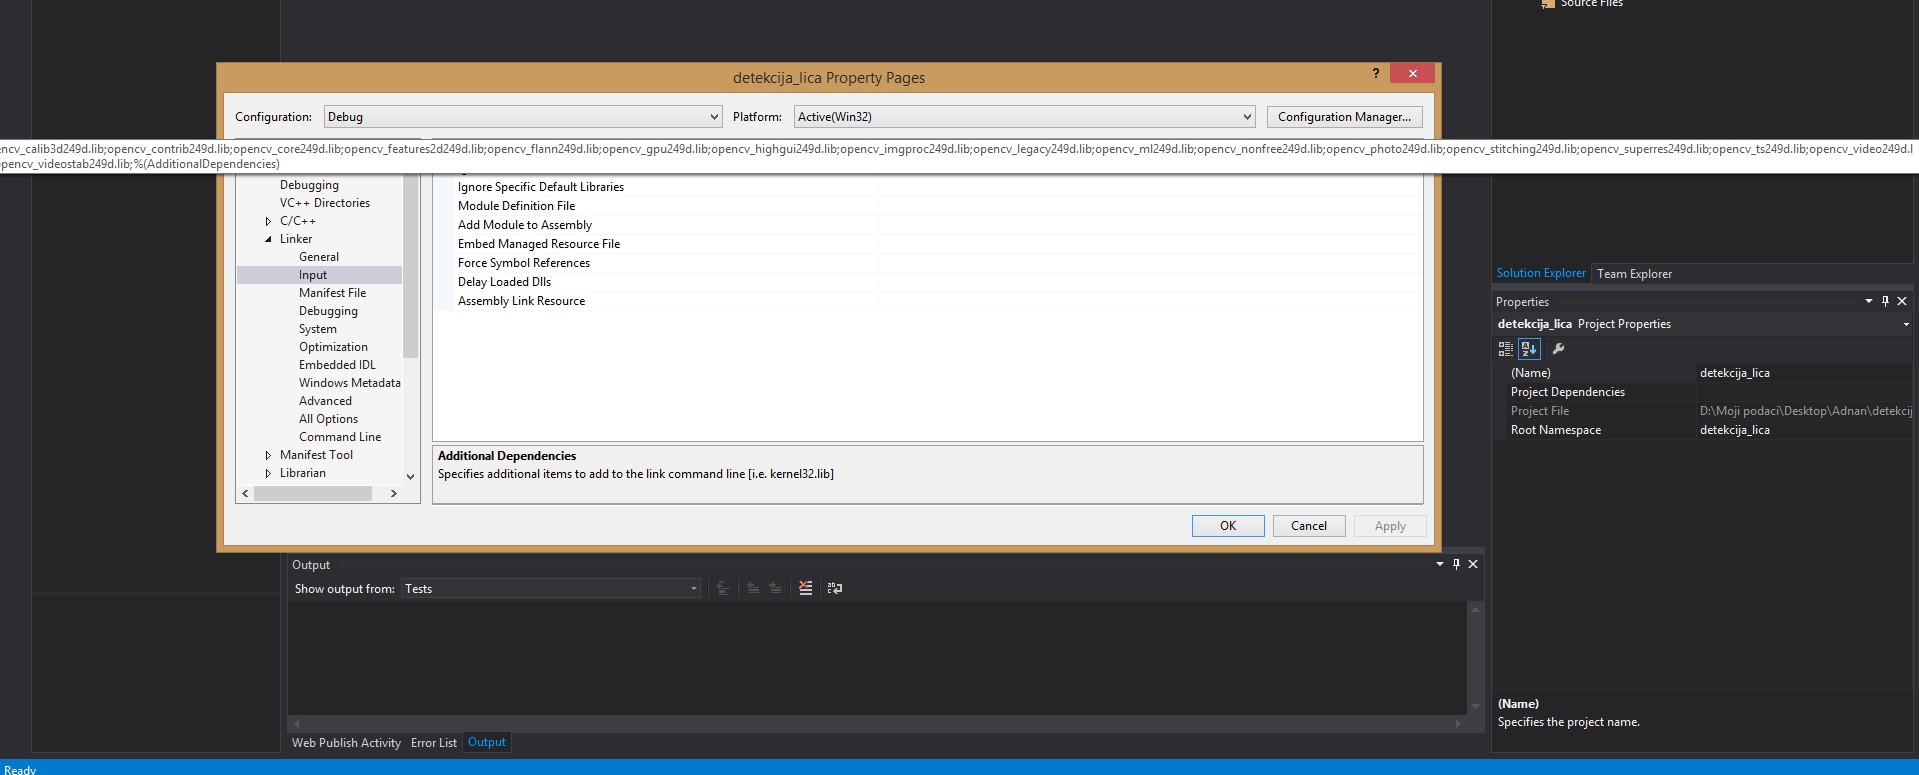 Source Files
detekcija_lica Property Pages
?
Configuration:
Debug
Platform:
Active(Win32)
Configuration Manager...
encv_calib3d249d.lib;opencv_contrib249d.lib;opencv_core249d.lib;opencv_features2d249d.lib;opencv_flann249d.lib;opencv_gpu249d.lib;opencv_highgui249d.lib;opencv_imgproc249d.lib;opencv_legacy249d.lib;opencv_ml249d.lib;opencv_nonfree249d.lib;opencv_photo249d.lib;opencv_stitching249d.lib;opencv_superres249d.lib;opencv_ts249d.lib;opencv_video249d.l
opencv_videostab249d.lib;%(AdditionalDependencies)
Debugging
VC++ Directories
C/C++
Linker
General
Input
Manifest File
Debugging
System
Optimization
Embedded IDL
Windows Metadata
Advanced
All Options
Command Line
Manifest Tool
Librarian
Ignore Specific Default Libraries
Module Definition File
Add Module to Assembly
Embed Managed Resource File
Force Symbol References
Delay Loaded Dlls
Assembly Link Resource
Additional Dependencies
Specifies additional items to add to the link command line [i.e. kernel32.lib]
OK
Cancel
Apply
Solution Explorer
Team Explorer
Properties
detekcija_lica Project Properties
(Name)
detekcija_lica
Project Dependencies
Project File
D:\Moji podaci\Desktop\Adnan\detekcij
Root Namespace
detekcija_lica
(Name)
Specifies the project name.
Output
Show output from:
Tests
Web Publish Activity
Error List
Output
Ready